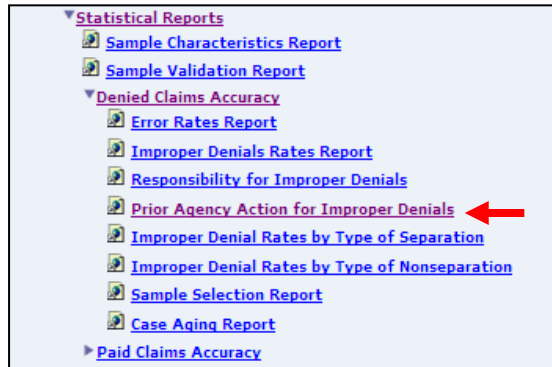 Statistical Reports
Sample Characteristics Report
Sample Validation Report
Denied Claims Accuracy
Error Rates Report
Improper Denials Rates Report
Responsibility for Improper Denials
Prior Agency Action for Improper Denials
Improper Denial Rates by Type of Separation
Improper Denial Rates by Type of Nonseparation
Sample Selection Report
Case Aging Report
Paid Claims Accuracy